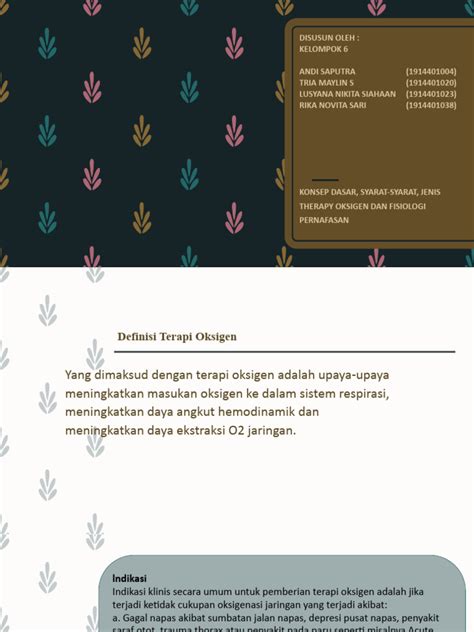 DISUSUN OLEH :
KELOMPOK 6
ANDI SAPUTRA (1914401004)
TRIA MAYLIN S (1914401020)
LUSYANA NIKITA SIAHAAN (1914401023)
RIKA NOVITA SARI (1914401038)
KONSEP DASAR, SYARAT-SYARAT, JENIS
THERAPY OKSIGEN DAN FISIOLOGI
PERNAFASAN
Definisi Terapi Oksigen
Yang dimaksud dengan terapi oksigen adalah upaya-upaya
meningkatkan masukan oksigen ke dalam sistem respirasi,
meningkatkan daya angkut hemodinamik dan
meningkatkan daya ekstraksi O2 jaringan.
Indikasi
Indikasi klinis secara umum untuk pemberian terapi oksigen adalah jika
terjadi ketidak cukupan oksigenasi jaringan yang terjadi akibat:
a. Gagal napas akibat sumbatan jalan napas, depresi pusat napas, penyakit
saraf otot, trauma thorax atau penyakit pada paru seperti miralnya Acute